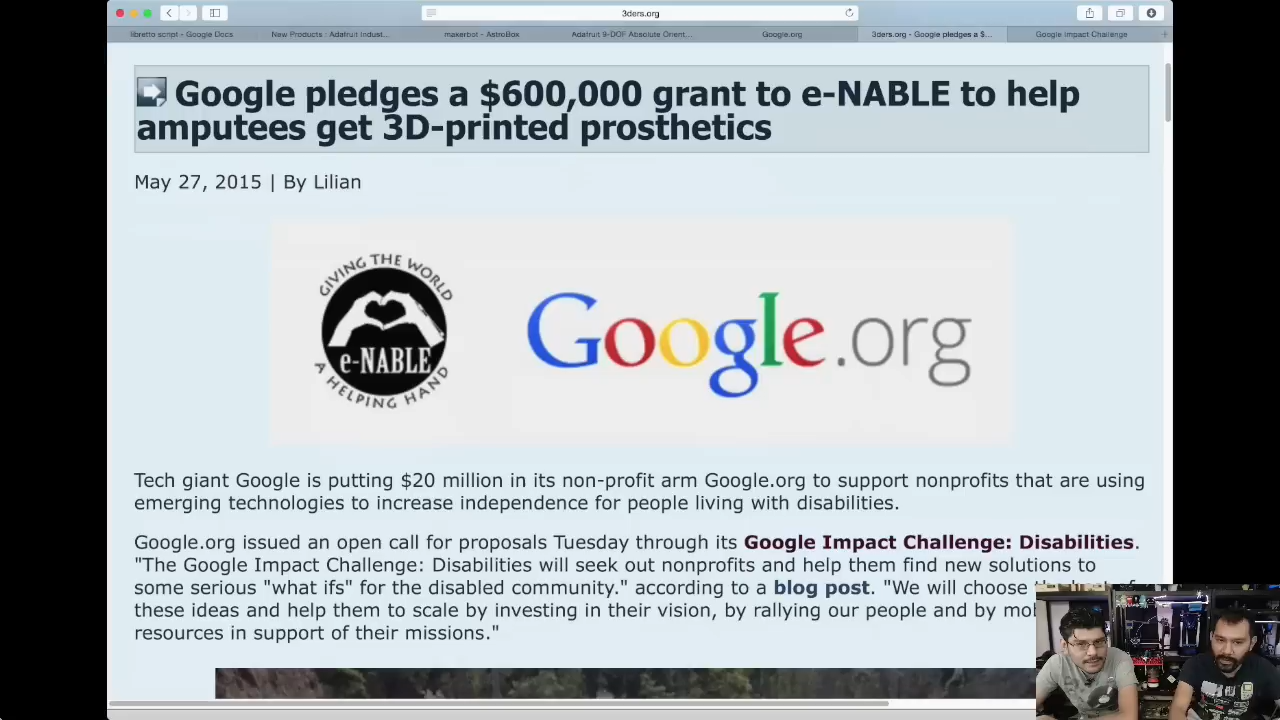 3ders.org
libretto script - Google Docs
New Products : Adafruit Indust...
makerbot - AstroBox
Adafruit 9-DOF Absolute Orient...
Google.org
3ders.org - Google pledges a $...
Google Impact Challenge
Google pledges a $600,000 grant to e-NABLE to help
amputees get 3D-printed prosthetics
May 27, 2015 | By Lilian
GIVING THE WORLD
e-NABLE
A HELPING HAND
Google.org
Tech giant Google is putting $20 million in its non-profit arm Google.org to support nonprofits that are using
emerging technologies to increase independence for people living with disabilities.
Google.org issued an open call for proposals Tuesday through its Google Impact Challenge: Disabilities.
"The Google Impact Challenge: Disabilities will seek out nonprofits and help them find new solutions to
some serious "what ifs" for the disabled community." according to a blog post. "We will choose
these ideas and help them to scale by investing in their vision, by rallying our people and by
resources in support of their missions."